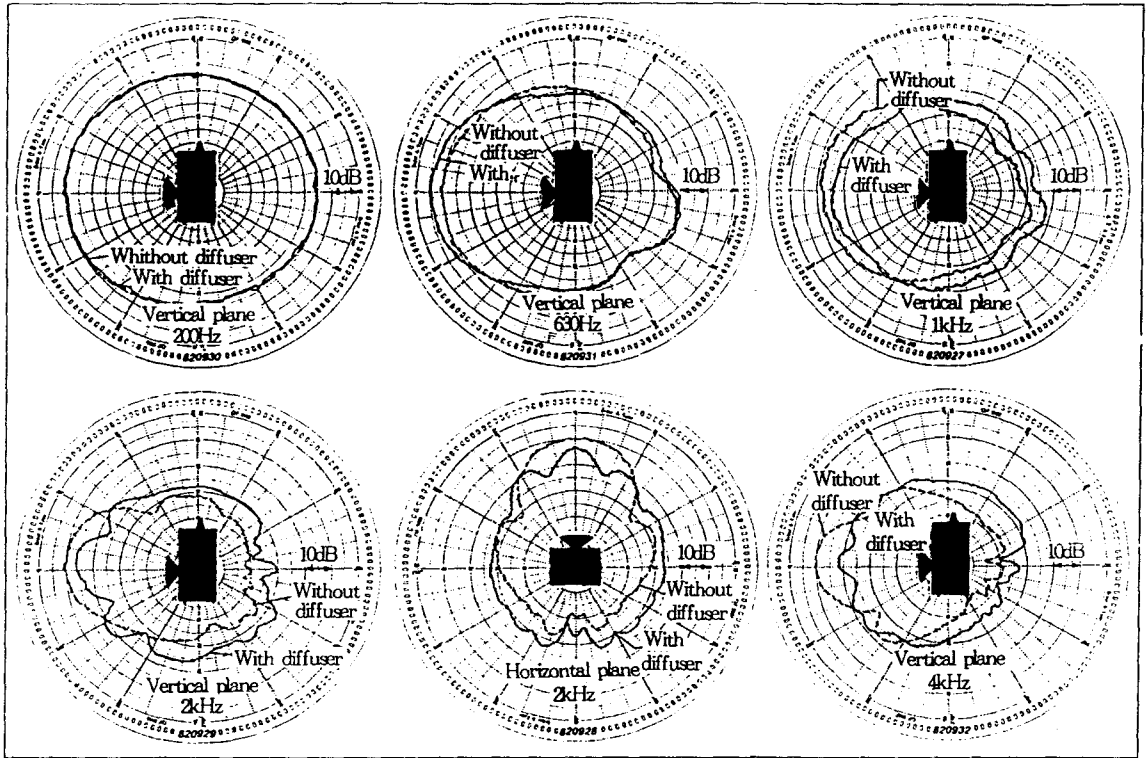 10dB
Whithout diffuser
With diffuser
Vertical plane
200Hz
820930
Without
diffuser
With
10dB
Vertical plane
630Hz
820931
Without
diffuser
With
diffuser
10dB
Vertical plane
1kHz
820927
10dB
Without
diffuser
With diffuser
Vertical plane
2kHz
820929
10dB
Without
diffuser
With
diffuser
Horizontal plane
2kHz
820928
Without
diffuser
With
diffuser
10dB
Vertical plane
4kHz
820932